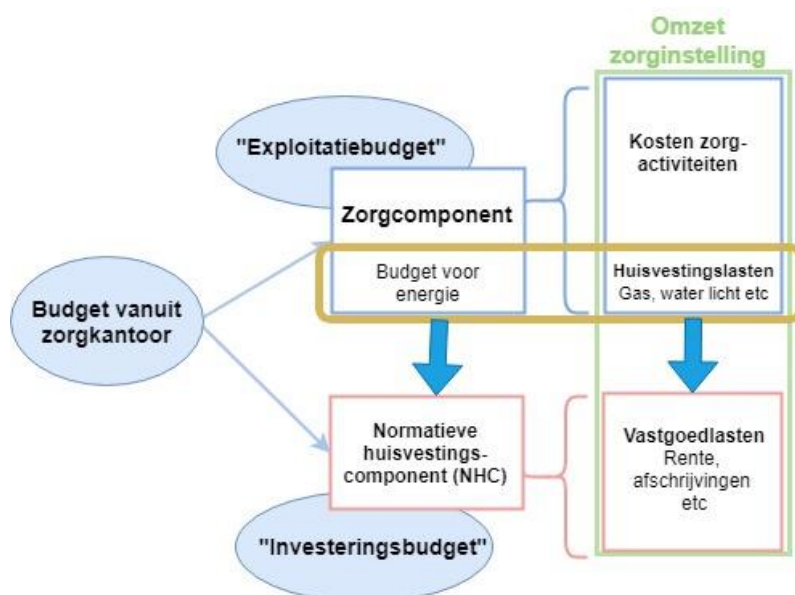 Omzet
zorginstelling
"Exploitatiebudget"
Kosten zorg-
activiteiten
Zorgcomponent
Budget voor
energie
Huisvestingslasten
Gas, water licht etc
Budget vanuit
zorgkantoor
Normatieve
huisvestings-
component (NHC)
Vastgoedlasten
Rente,
afschrijvingen
etc
"Investeringsbudget"